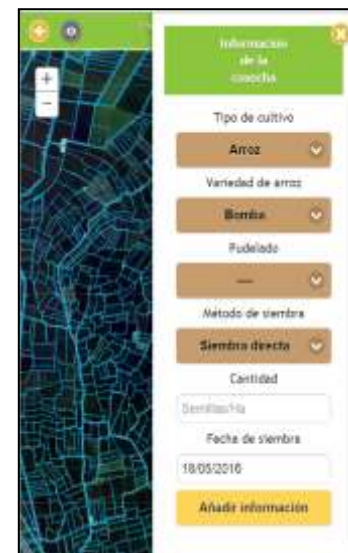 +
-
Información
de la
cosecha
Tipo de cultivo
Arroz
Variedad de arroz
Bomba
Pudelado
----
Método de siembra
Siembra directa
Cantidad
Semillas/Ha
Fecha de siembra
18/05/2016
Añadir información